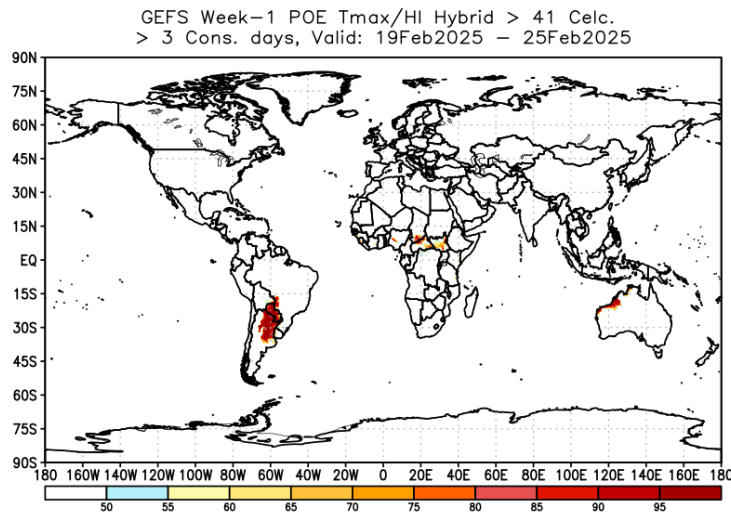 GEFS Week-1 POE Tmax/HI Hybrid > 41 Celc.
> 3 Cons. days, Valid: 19Feb2025 - 25Feb2025
90N
75N
60N
45N
30N
15N
EQ
15S
30S
45S
60S
75S
90S
180 160W 140W 120W 100W 80W 60W 40W 20W 0 20E 40E 60E 80E 100E 120E 140E 160E 180
50 55 60 65 70 75 80 85 90 95